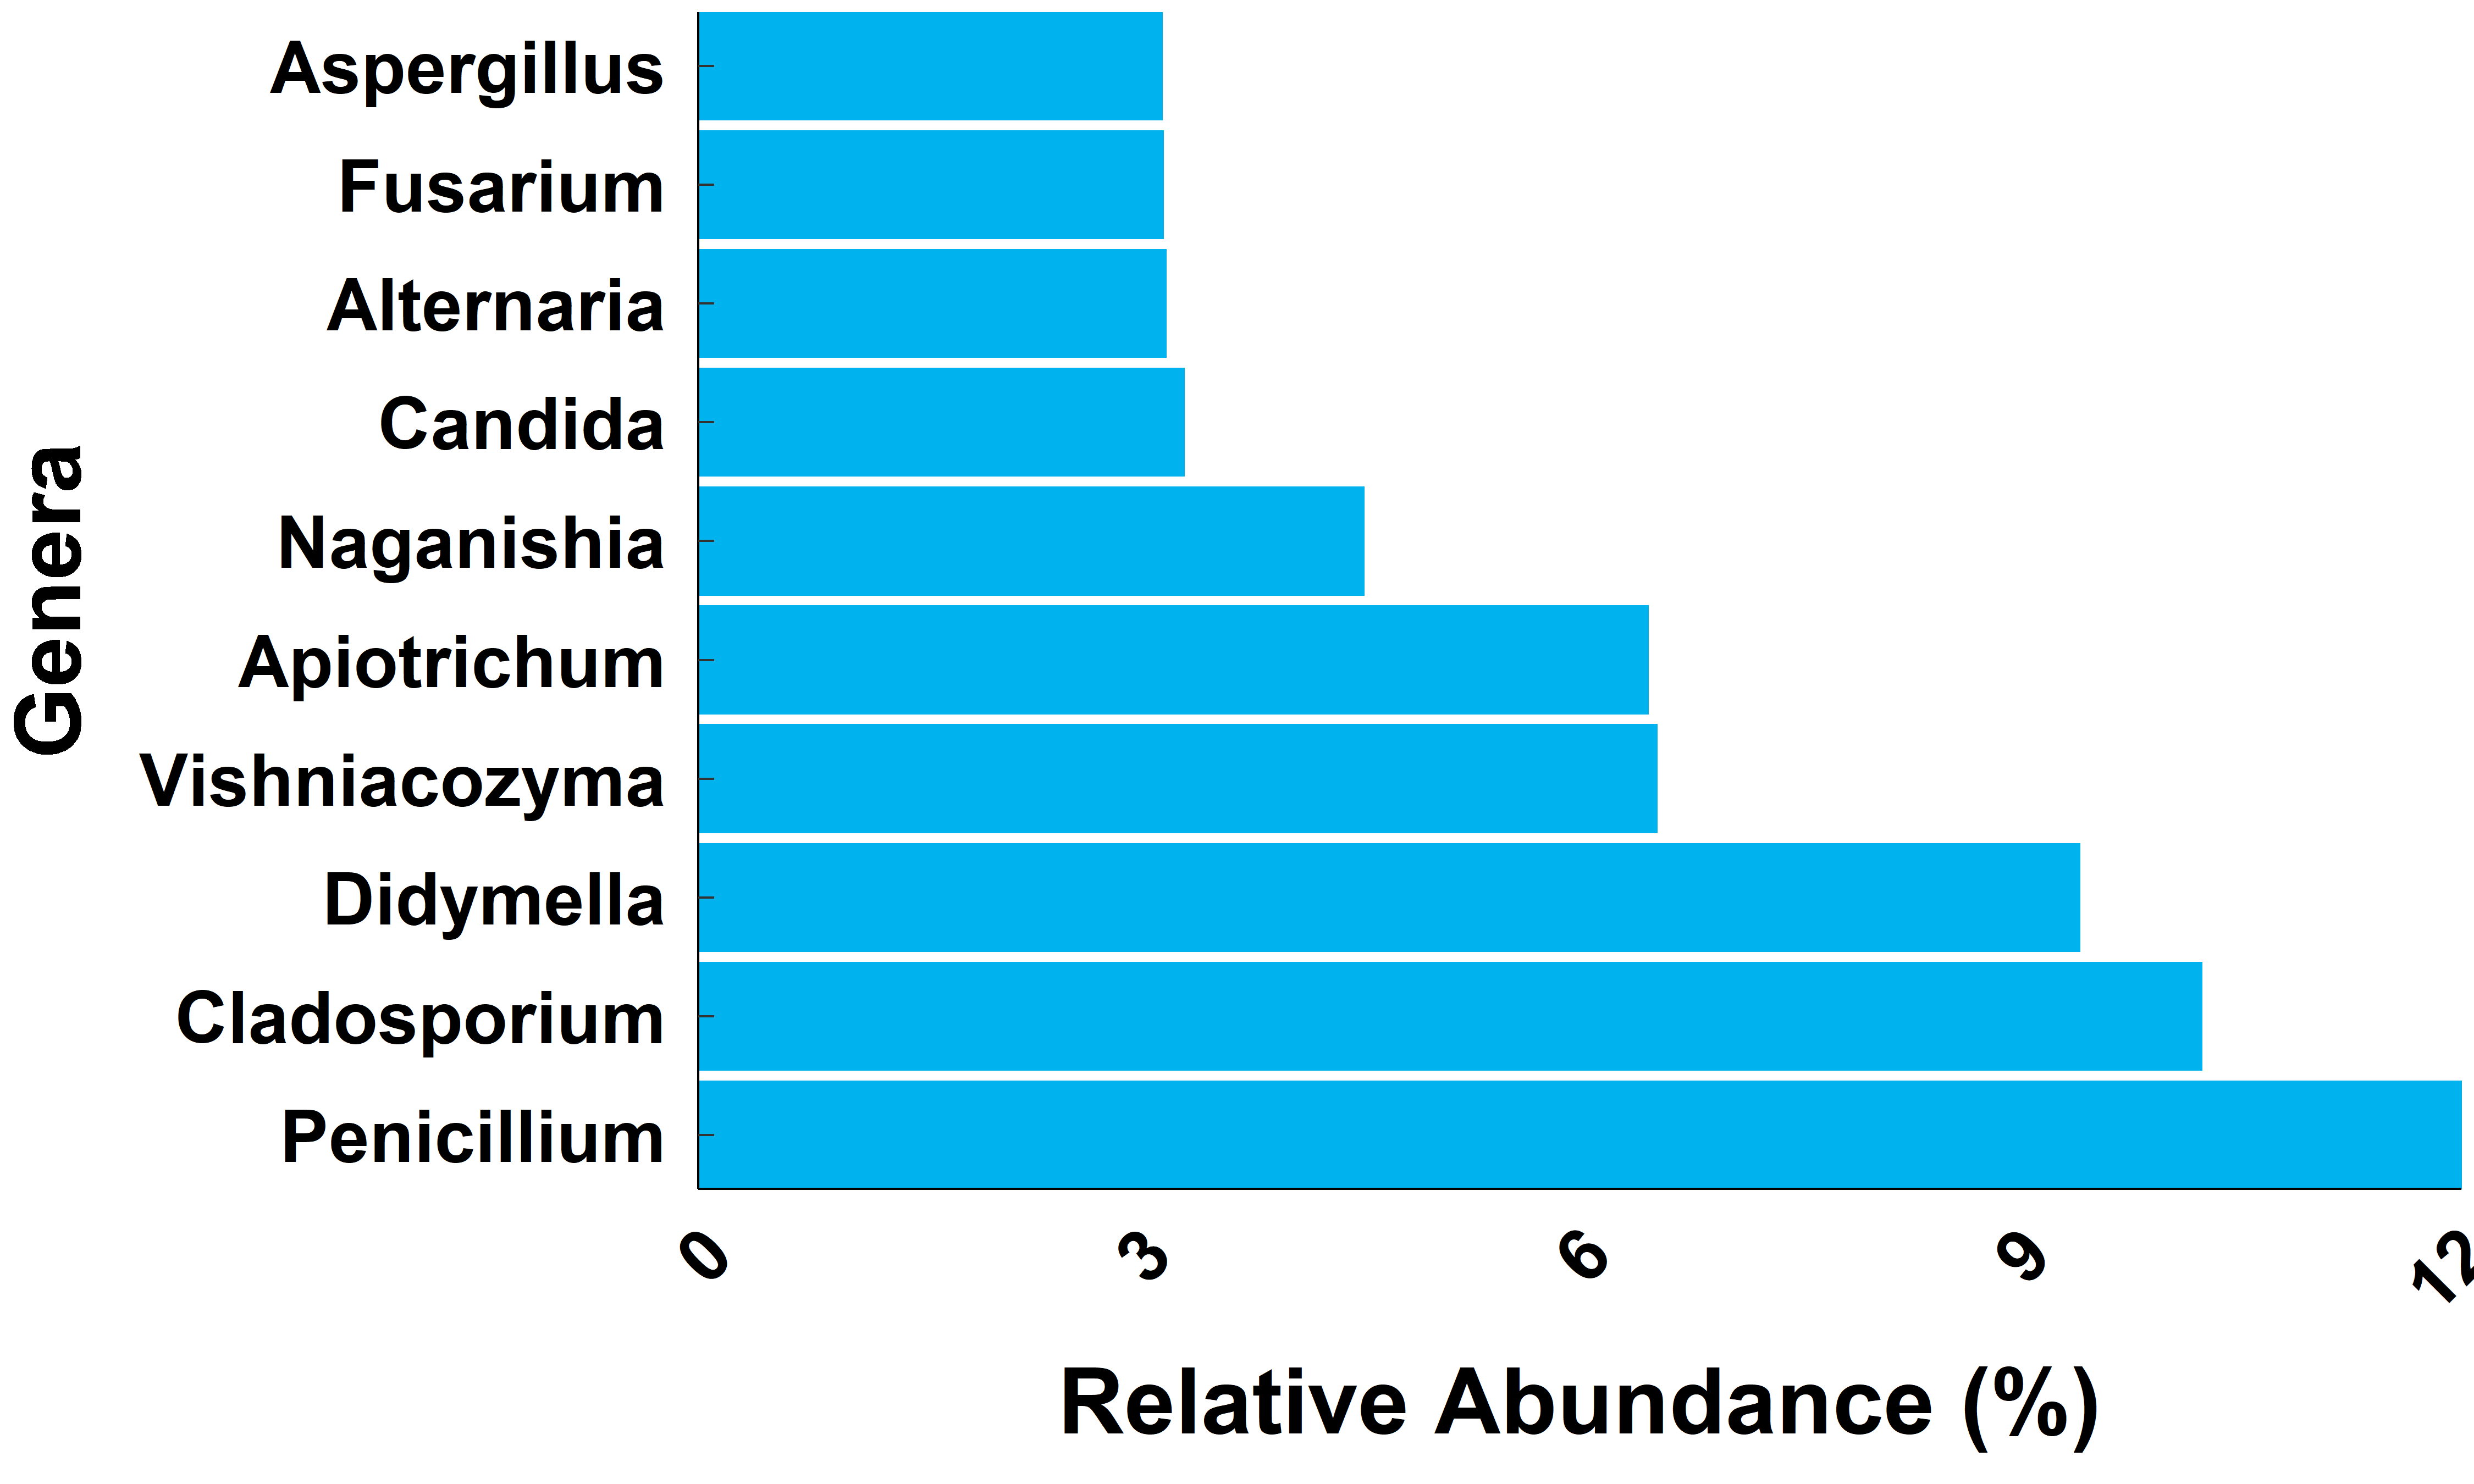 Aspergillus
Fusarium
Alternaria
Candida
Naganishia
Apiotrichum
Vishniacozyma
Didymella
Cladosporium
Penicillium
Genera
0
3
6
9
12
Relative Abundance (%)